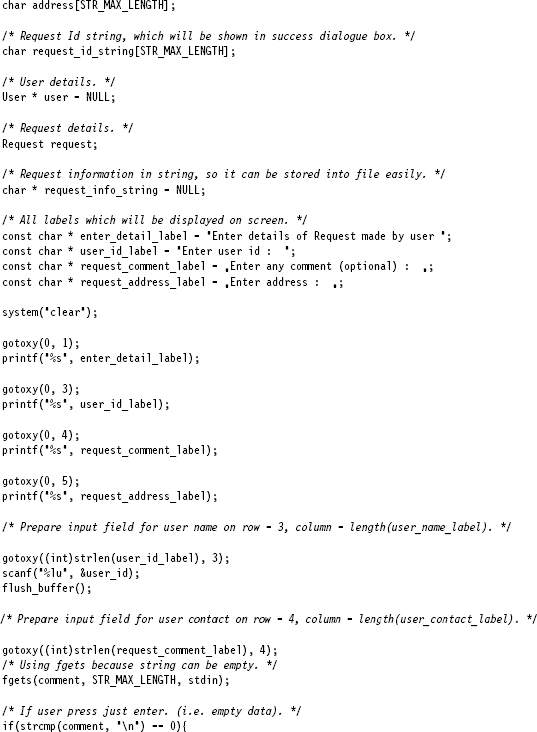 char address[STR_MAX_LENGTH];
/* Request Id string, which will be shown in success dialogue box. */
char request_id_string[STR_MAX_LENGTH];
/* User details. */
User * user = NULL;
/* Request details. */
Request request;
/* Request information in string, so it can be stored into file easily. */
char * request_info_string = NULL;
/* All labels which will be displayed on screen. */
const char * enter_detail_label = "Enter details of Request made by user ";
const char * user_id_label = "Enter user id :  ";
const char * request_comment_label = "Enter any comment (optional) :  ";
const char * request_address_label = "Enter address :  ";
system("clear");
gotoxy(0, 1);
printf("%s", enter_detail_label);
gotoxy(0, 3);
printf("%s", user_id_label);
gotoxy(0, 4);
printf("%s", request_comment_label);
gotoxy(0, 5);
printf("%s", request_address_label);
/* Prepare input field for user name on row = 3, column = length(user_name_label). */
gotoxy((int)strlen(user_id_label), 3);
scanf("%lu", &user_id);
flush_buffer();
/* Prepare input field for user contact on row = 4, column = length(user_contact_label). */
gotoxy((int)strlen(request_comment_label), 4);
/* Using fgets because string can be empty. */
fgets(comment, STR_MAX_LENGTH, stdin);
/* If user press just enter. (i.e. empty data). */
if(strcmp(comment, "\n") == 0){